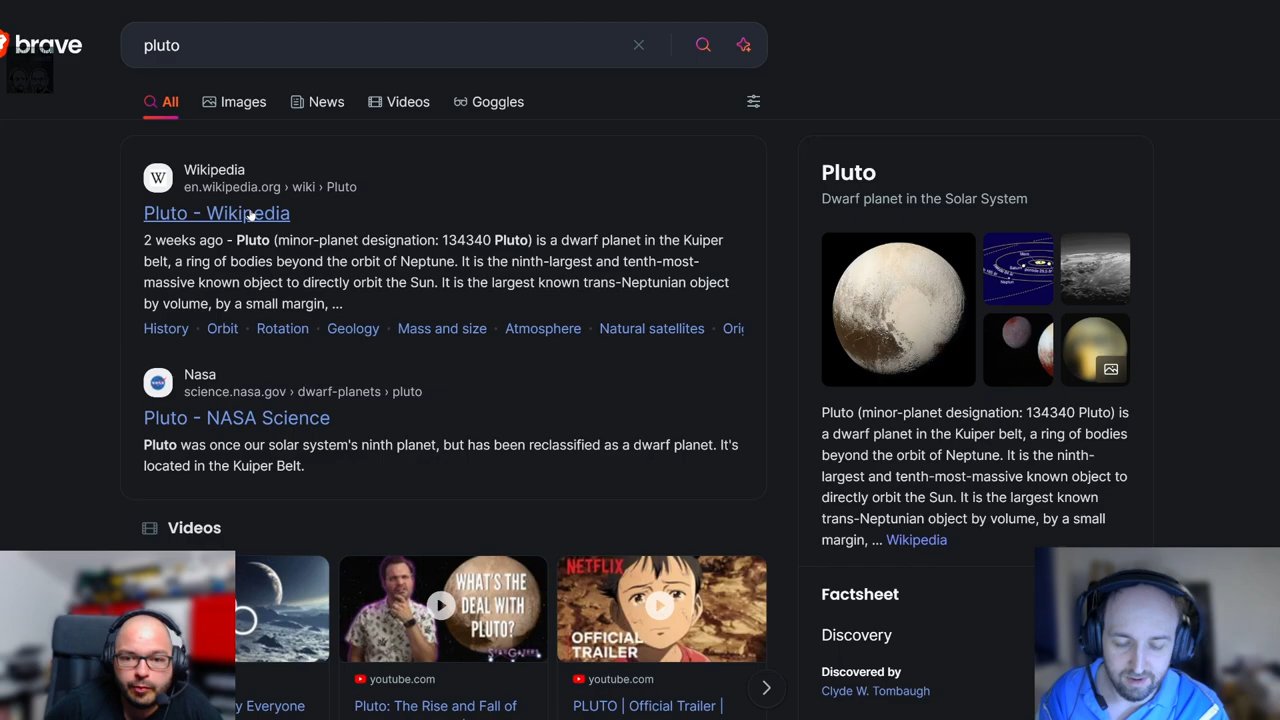 brave
pluto
All
Images
News
Videos
Goggles
W
Wikipedia
en.wikipedia.org › wiki › Pluto
Pluto - Wikipedia
2 weeks ago - Pluto (minor-planet designation: 134340 Pluto) is a dwarf planet in the Kuiper
belt, a ring of bodies beyond the orbit of Neptune. It is the ninth-largest and tenth-most-
massive known object to directly orbit the Sun. It is the largest known trans-Neptunian object
by volume, by a small margin, ...
History · Orbit · Rotation · Geology · Mass and size · Atmosphere · Natural satellites ·
Nasa
science.nasa.gov › dwarf-planets › pluto
Pluto - NASA Science
Pluto was once our solar system's ninth planet, but has been reclassified as a dwarf planet. It's
located in the Kuiper Belt.
Videos
WHAT'S THE
DEAL WITH
PLUTO?
NETFLIX
OFFICIAL
TRAILER
youtube.com
youtube.com
Everyone
Pluto: The Rise and Fall of
PLUTO | Official Trailer |
Pluto
Dwarf planet in the Solar System
Pluto (minor-planet designation: 134340 Pluto) is
a dwarf planet in the Kuiper belt, a ring of bodies
beyond the orbit of Neptune. It is the ninth-
largest and tenth-most-massive known object to
directly orbit the Sun. It is the largest known
trans-Neptunian object by volume, by a small
margin, ... Wikipedia
Factsheet
Discovery
Discovered by
Clyde W. Tombaugh